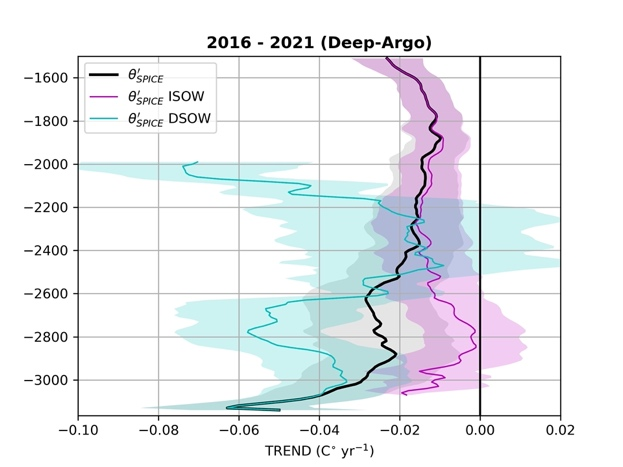 2016 - 2021 (Deep-Argo)
θ′SPICE
θ′SPICE ISOW
θ′SPICE DSOW
−1600
−1800
−2000
−2200
−2400
−2600
−2800
−3000
−0.10 −0.08 −0.06 −0.04 −0.02 0.00 0.02
TREND (C° yr⁻¹)